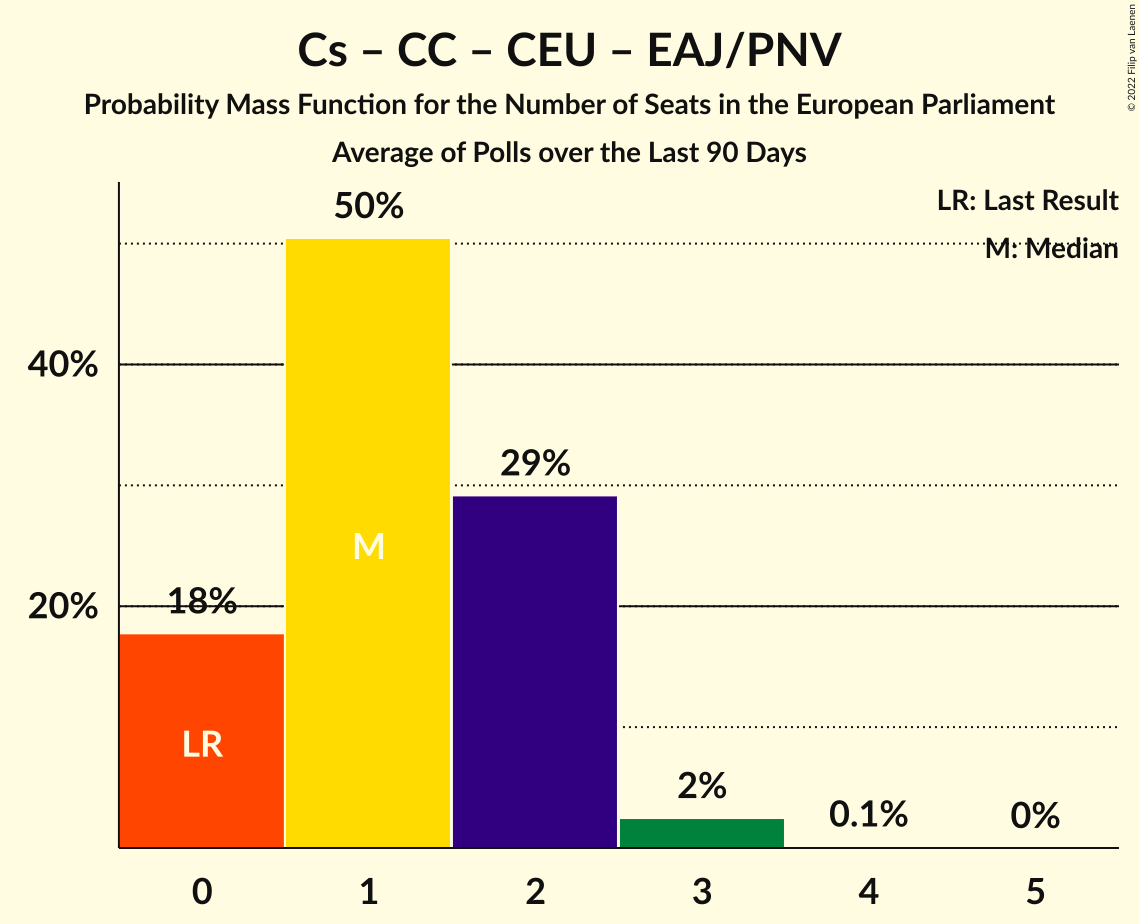 Cs – CC – CEU – EAJ/PNV
Probability Mass Function for the Number of Seats in the European Parliament
Average of Polls over the Last 90 Days
© 2022 Filip van Laenen
LR: Last Result
M: Median
50%
40%
29%
M
20%
18%
LR
2%
0.1%
0%
0 1 2 3 4 5